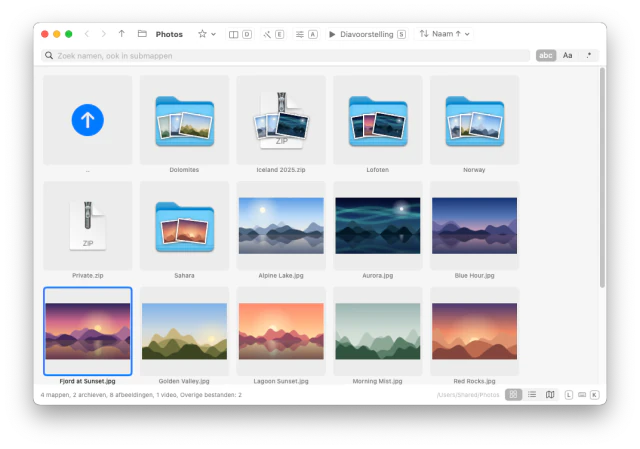 Photos
D
E
A
Diavoorstelling S
Naam
Zoek namen, ook in submappen
abc
Aa
.*
..
Dolomites
ZIP
Iceland 2025.zip
Lofoten
Norway
ZIP
Private.zip
Sahara
Alpine Lake.jpg
Aurora.jpg
Blue Hour.jpg
Fjord at Sunset.jpg
Golden Valley.jpg
Lagoon Sunset.jpg
Morning Mist.jpg
Red Rocks.jpg
4 mappen, 2 archieven, 8 afbeeldingen, 1 video, Overige bestanden: 2
/Users/Shared/Photos
L
K